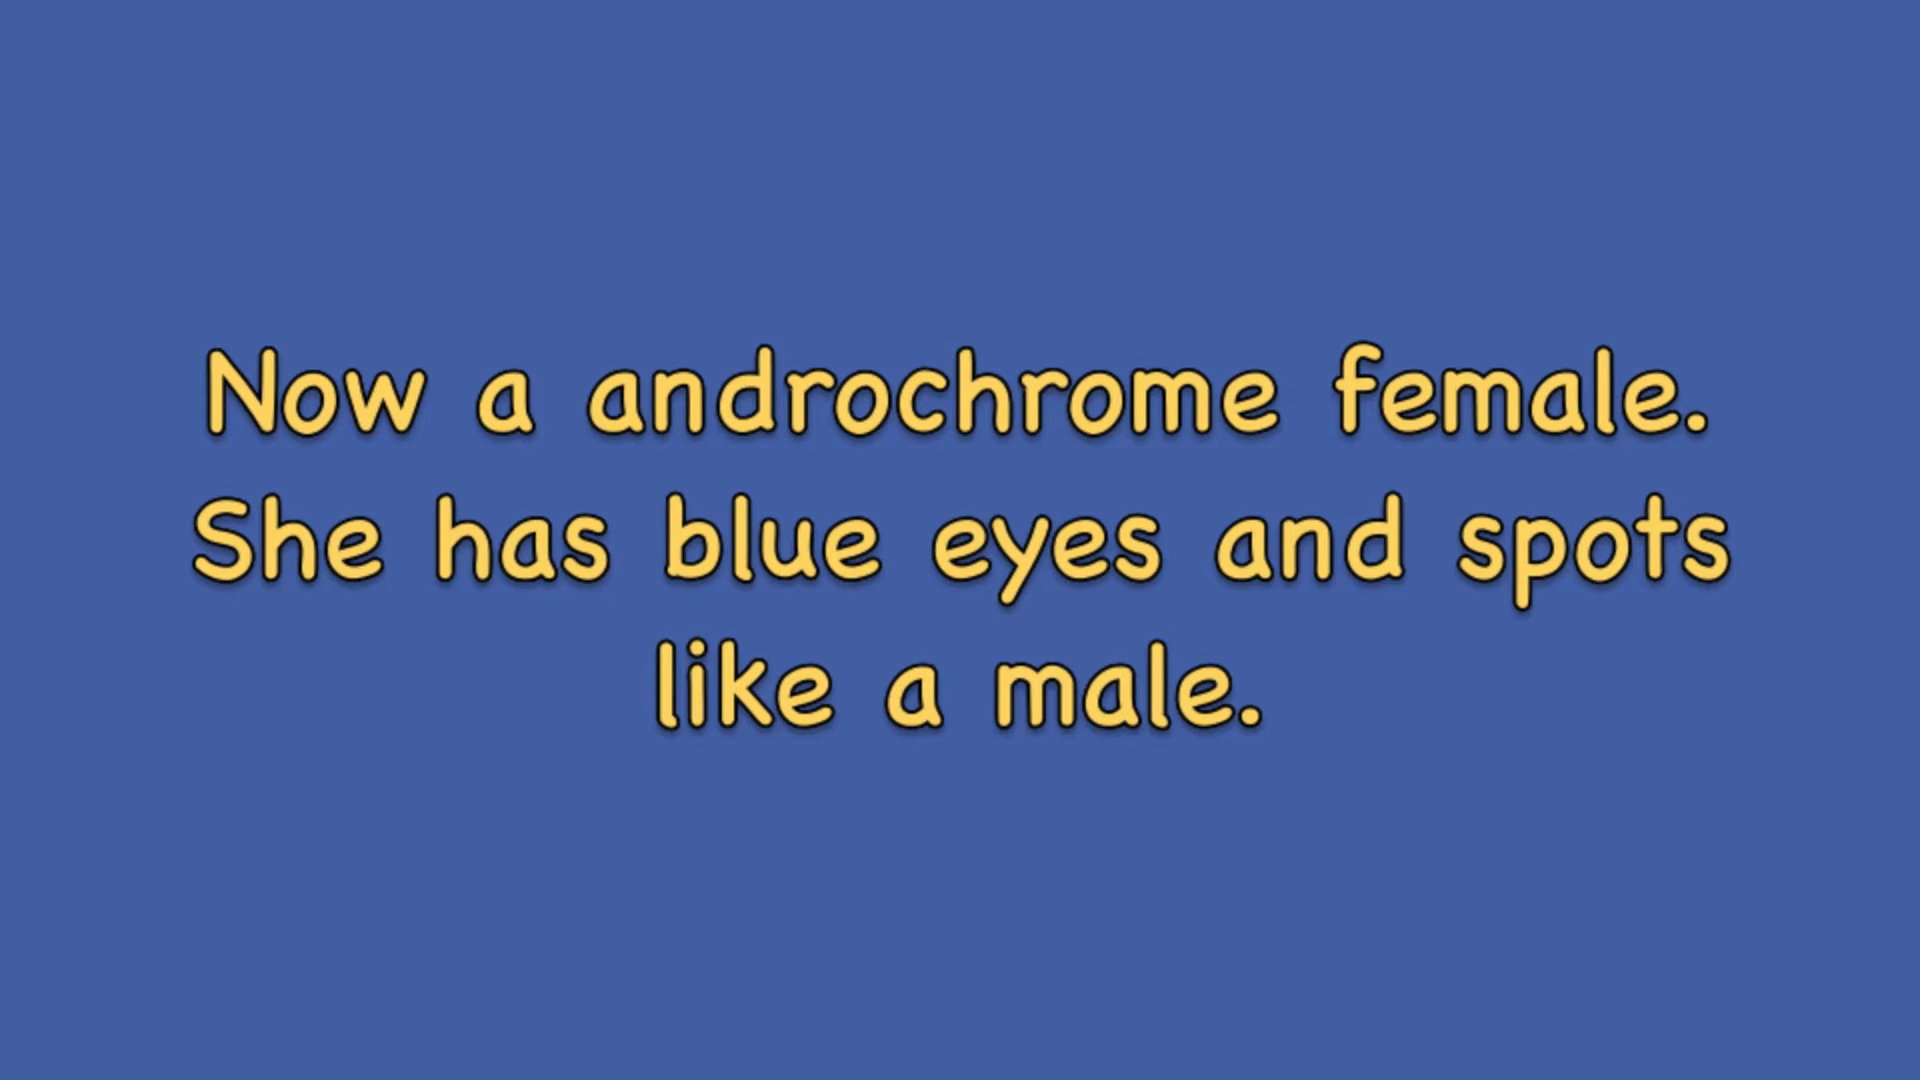 Now a androchrome female.
She has blue eyes and spots
like a male.